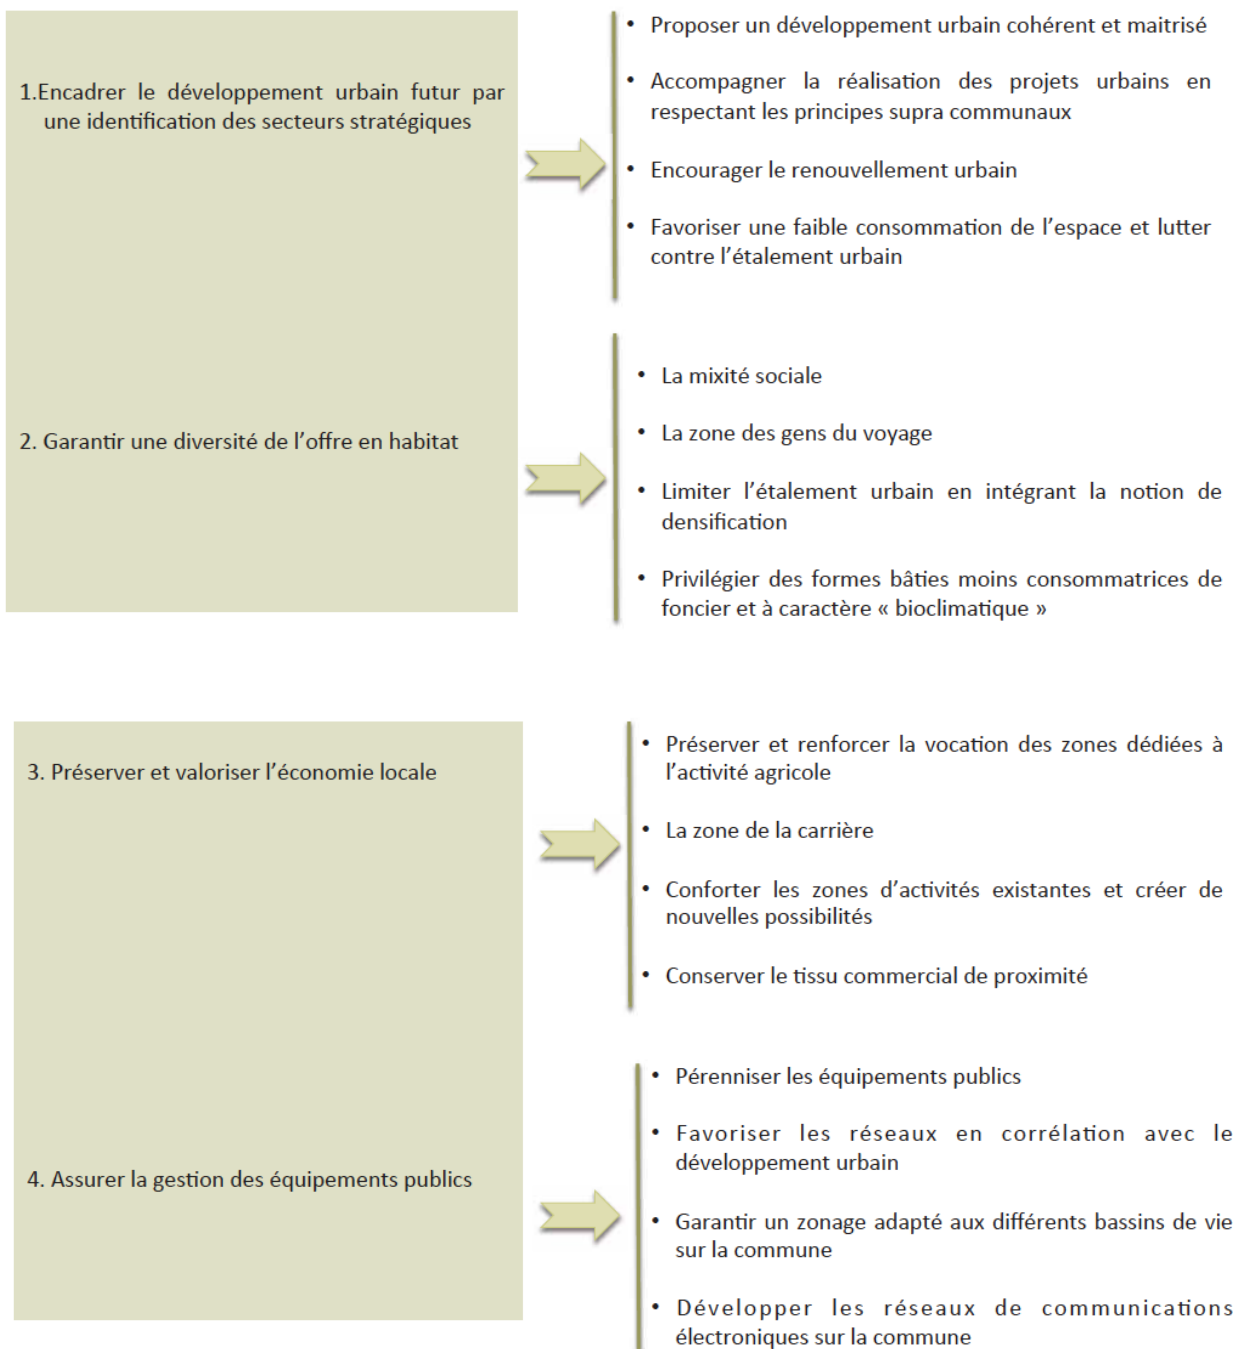 1.Encadrer le développement urbain futur par
une identification des secteurs stratégiques
• Proposer un développement urbain cohérent et maitrisé
• Accompagner la réalisation des projets urbains en
respectant les principes supra communaux
• Encourager le renouvellement urbain
• Favoriser une faible consommation de l’espace et lutter
contre l’étalement urbain
2. Garantir une diversité de l’offre en habitat
• La mixité sociale
• La zone des gens du voyage
• Limiter l’étalement urbain en intégrant la notion de
densification
• Privilégier des formes bâties moins consommatrices de
foncier et à caractère « bioclimatique »
3. Préserver et valoriser l’économie locale
• Préserver et renforcer la vocation des zones dédiées à
l’activité agricole
• La zone de la carrière
• Conforter les zones d’activités existantes et créer de
nouvelles possibilités
• Conserver le tissu commercial de proximité
4. Assurer la gestion des équipements publics
• Pérenniser les équipements publics
• Favoriser les réseaux en corrélation avec le
développement urbain
• Garantir un zonage adapté aux différents bassins de vie
sur la commune
• Développer les réseaux de communications
électroniques sur la commune